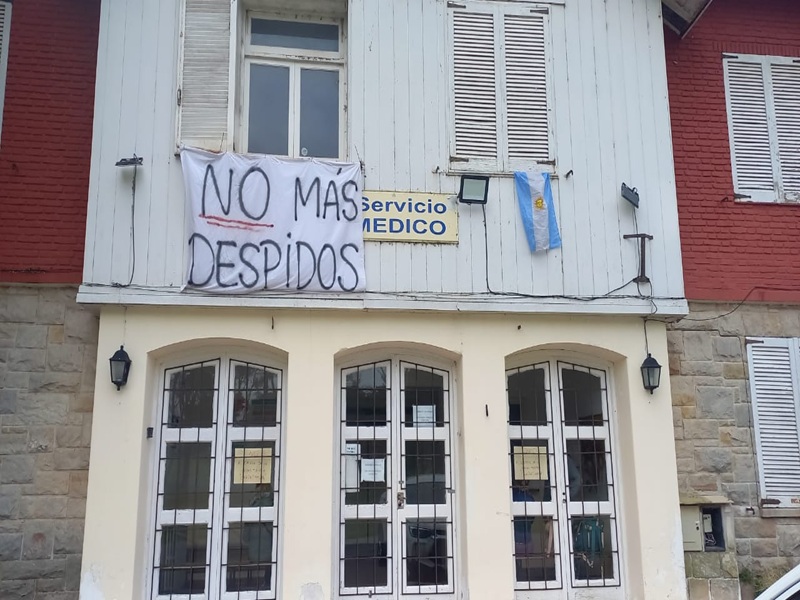 NO MÁS
DESPIDOS
Servicio
MEDICO